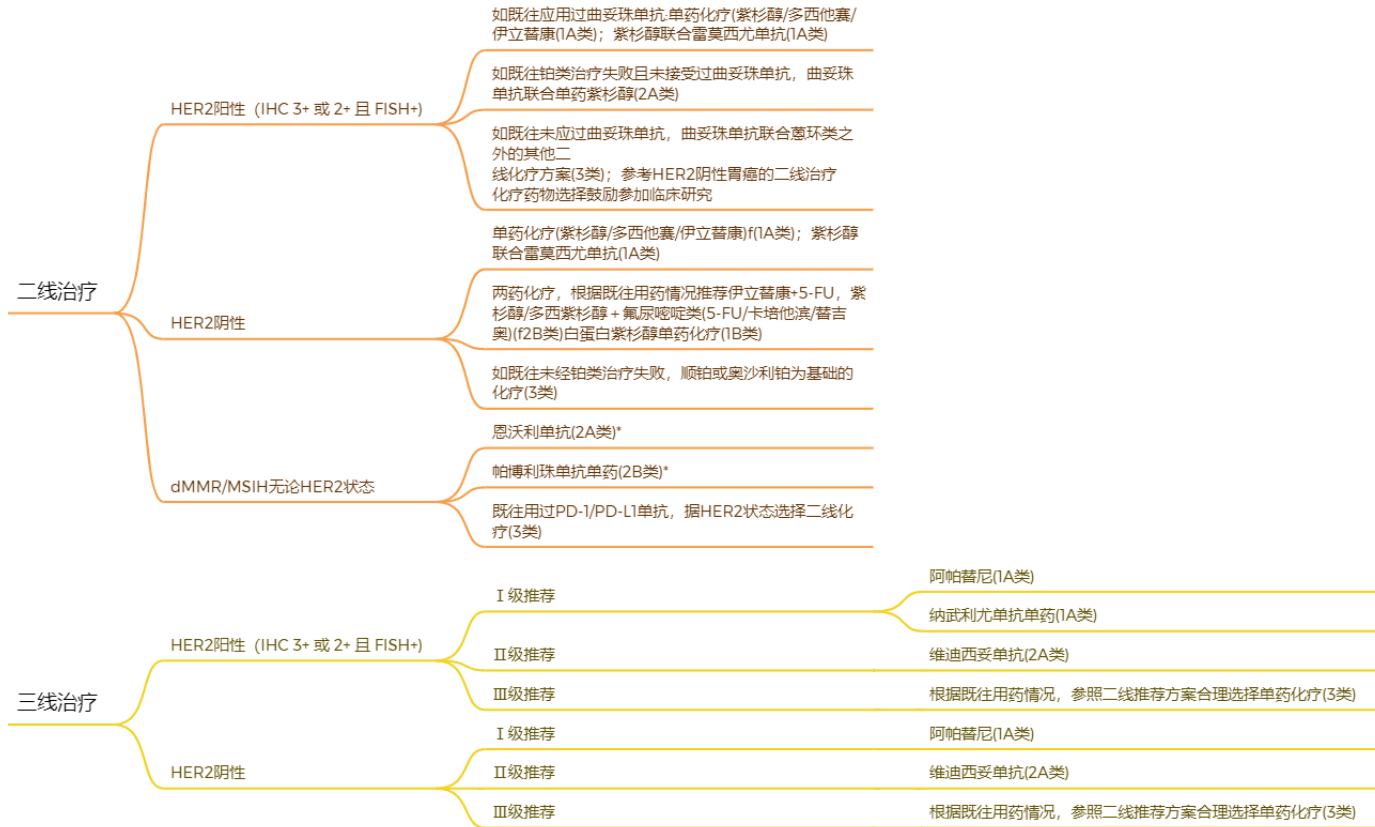 二线治疗
HER2阳性（IHC 3+ 或 2+ 且 FISH+)
如既往应用过曲妥珠单抗:单药化疗(紫杉醇/多西他赛/
伊立替康(1A类)；紫杉醇联合雷莫西尤单抗(1A类)
如既往铂类治疗失败且未接受过曲妥珠单抗，曲妥珠
单抗联合单药紫杉醇(2A类)
如既往未应过曲妥珠单抗，曲妥珠单抗联合蒽环类之
外的其他二
线化疗方案(3类)；参考HER2阴性胃癌的二线治疗
化疗药物选择鼓励参加临床研究
HER2阴性
单药化疗(紫杉醇/多西他赛/伊立替康)f(1A类)；紫杉醇
联合雷莫西尤单抗(1A类)
两药化疗，根据既往用药情况推荐伊立替康+5-FU，紫
杉醇/多西紫杉醇＋氟尿嘧啶类(5-FU/卡培他滨/替吉
奥)(f2B类)白蛋白紫杉醇单药化疗(1B类)
如既往未经铂类治疗失败，顺铂或奥沙利铂为基础的
化疗(3类)
dMMR/MSIH无论HER2状态
恩沃利单抗(2A类)*
帕博利珠单抗单药(2B类)*
既往用过PD-1/PD-L1单抗，据HER2状态选择二线化
疗(3类)
三线治疗
HER2阳性（IHC 3+ 或 2+ 且 FISH+)
Ⅰ级推荐
阿帕替尼(1A类)
纳武利尤单抗单药(1A类)
Ⅱ级推荐
维迪西妥单抗(2A类)
Ⅲ级推荐
根据既往用药情况，参照二线推荐方案合理选择单药化疗(3类)
HER2阴性
Ⅰ级推荐
阿帕替尼(1A类)
Ⅱ级推荐
维迪西妥单抗(2A类)
Ⅲ级推荐
根据既往用药情况，参照二线推荐方案合理选择单药化疗(3类)